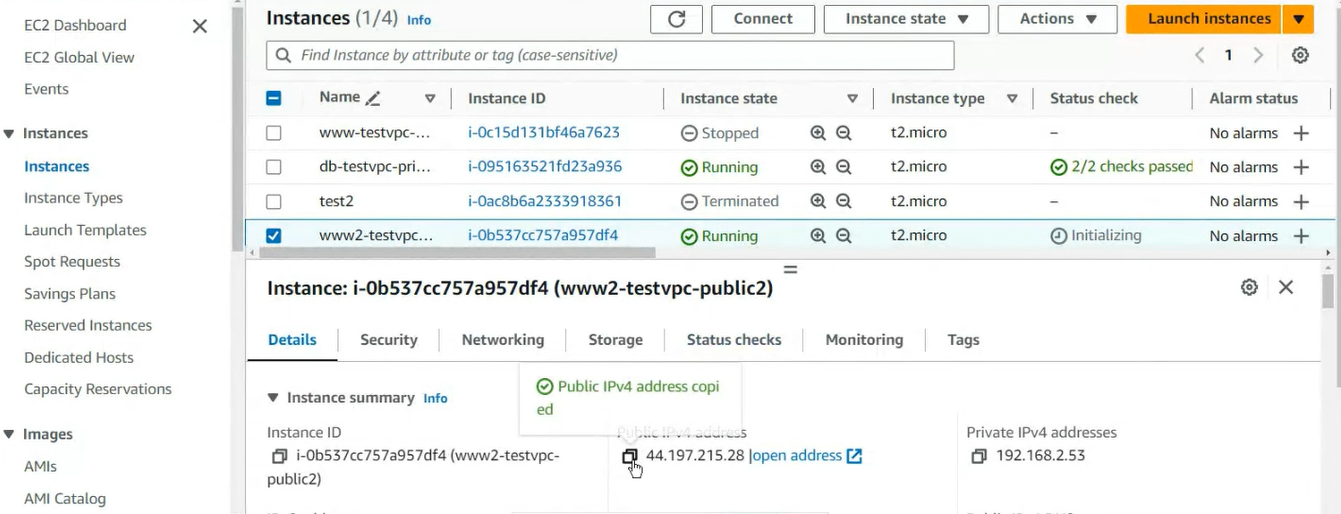 EC2 Dashboard
EC2 Global View
Events
Instances
Instances
Instance Types
Launch Templates
Spot Requests
Savings Plans
Reserved Instances
Dedicated Hosts
Capacity Reservations
Images
AMIs
AMI Catalog
Instances (1/4) Info
Connect
Instance state
Actions
Launch instances
Find Instance by attribute or tag (case-sensitive)
1
Name Instance ID Instance state Instance type Status check Alarm status
www-testvpc-... i-0c15d131bf46a7623 Stopped t2.micro – No alarms +
db-testvpc-pri... i-095163521fd23a936 Running t2.micro 2/2 checks passed No alarms +
test2 i-0ac8b6a2333918361 Terminated t2.micro – No alarms +
www2-testvpc... i-0b537cc757a957df4 Running t2.micro Initializing No alarms +
Instance: i-0b537cc757a957df4 (www2-testvpc-public2)
Details Security Networking Storage Status checks Monitoring Tags
Public IPv4 address copi
ed
Instance summary Info
Instance ID
i-0b537cc757a957df4 (www2-testvpc-
public2)
Public IPv4 address
44.197.215.28 |open address
Private IPv4 addresses
192.168.2.53